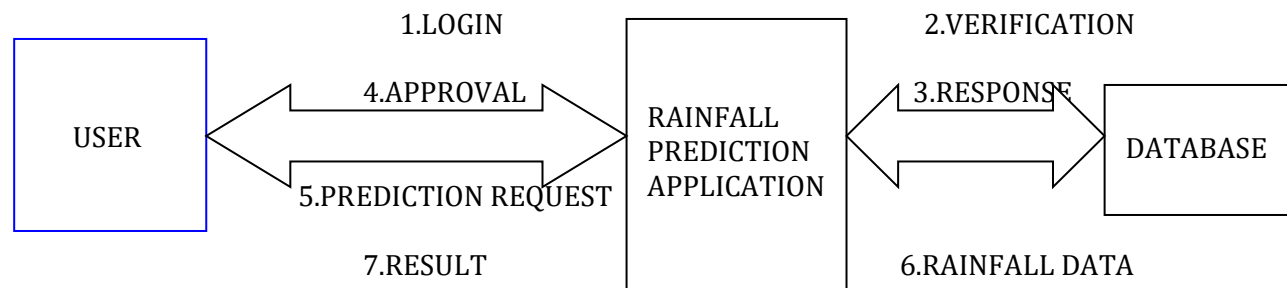 1.LOGIN
2.VERIFICATION
4.APPROVAL
3.RESPONSE
USER
RAINFALL
PREDICTION
APPLICATION
DATABASE
5.PREDICTION REQUEST
7.RESULT
6.RAINFALL DATA